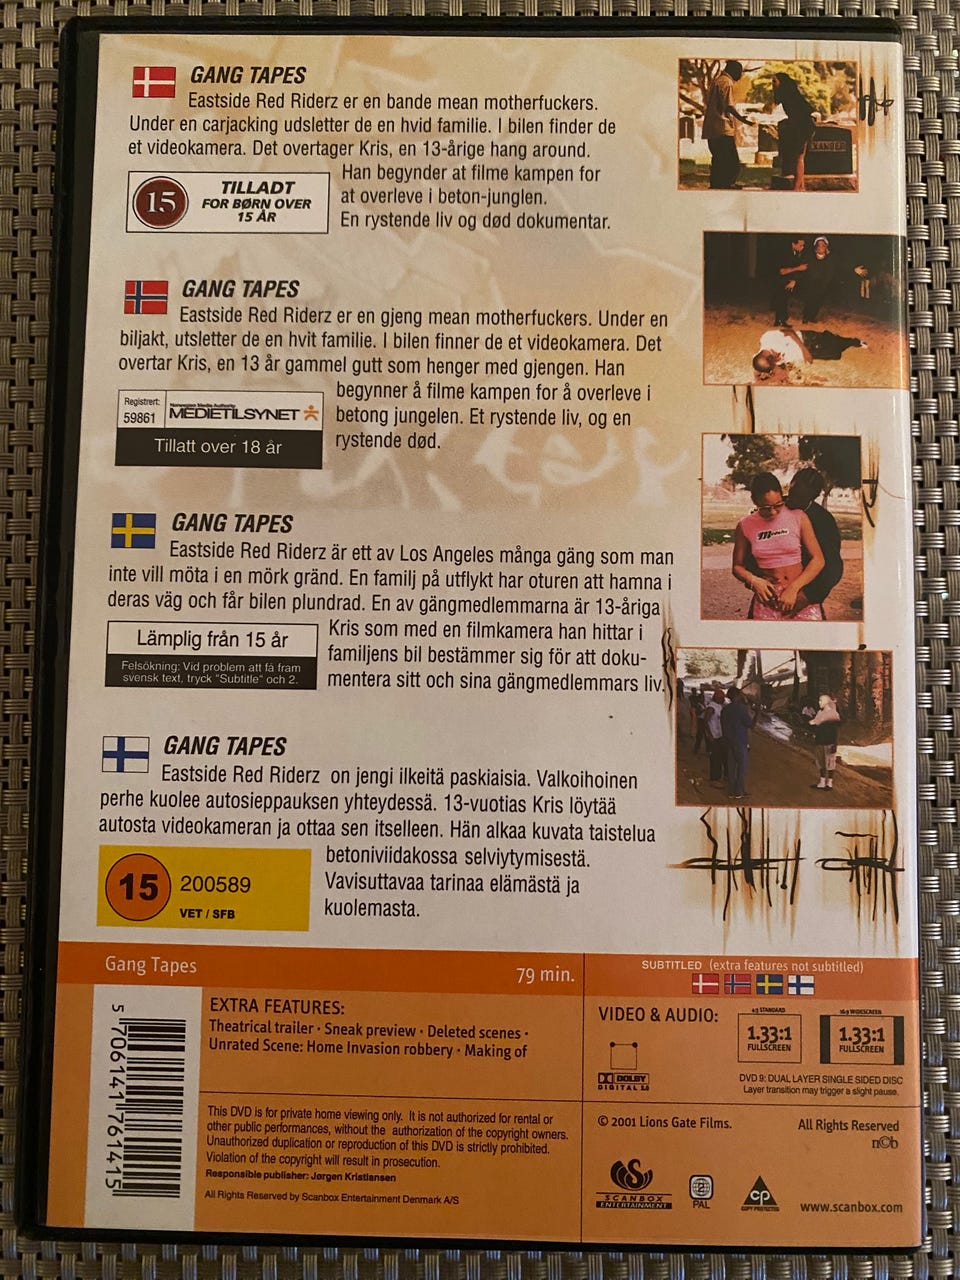 GANG TAPES
Eastside Red Riderz er en bande mean motherfuckers.
Under en carjacking udsletter de en hvid familie. I bilen finder de
et videokamera. Det overtager Kris, en 13-årige hang around.
Han begynder at filme kampen for
at overleve i beton-junglen.
En rystende liv og død dokumentar.
15
TILLADT
FOR BØRN OVER
15 ÅR
GANG TAPES
Eastside Red Riderz er en gjeng mean motherfuckers. Under en
biljakt, utsletter de en hvit familie. I bilen finner de et videokamera. Det
overtar Kris, en 13 år gammel gutt som henger med gjengen. Han
begynner å filme kampen for å overleve i
betong jungelen. Et rystende liv, og en
rystende død.
Registrert:
59861
Norwegian Media Authority
MEDIETILSYNET
Tillatt over 18 år
GANG TAPES
Eastside Red Riderz är ett av Los Angeles många gäng som man
inte vill möta i en mörk gränd. En familj på utflykt har oturen att hamna i
deras väg och får bilen plundrad. En av gängmedlemmarna är 13-åriga
Kris som med en filmkamera han hittar i
familjens bil bestämmer sig för att doku-
mentera sitt och sina gängmedlemmars liv.
Lämplig från 15 år
Felsökning: Vid problem att få fram
svensk text, tryck "Subtitle" och 2.
GANG TAPES
Eastside Red Riderz on jengi ilkeitä paskiaisia. Valkoihoinen
perhe kuolee autosieppauksen yhteydessä. 13-vuotias Kris löytää
autosta videokameran ja ottaa sen itselleen. Hän alkaa kuvata taistelua
betoniviidakossa selviytymisestä.
Vavisuttavaa tarinaa elämästä ja
kuolemasta.
15
200589
VET / SFB
Gang Tapes
79 min.
SUBTITLED (extra features not subtitled)
EXTRA FEATURES:
Theatrical trailer · Sneak preview · Deleted scenes ·
Unrated Scene: Home Invasion robbery · Making of
VIDEO & AUDIO:
DOLBY
DIGITAL 2.0
4:3 STANDARD
1.33:1
FULLSCREEN
16:9 WIDESCREEN
1.33:1
FULLSCREEN
DVD 9: DUAL LAYER SINGLE SIDED DISC
Layer transition may trigger a slight pause.
This DVD is for private home viewing only. It is not authorized for rental or
other public performances, without the authorization of the copyright owners.
Unauthorized duplication or reproduction of this DVD is strictly prohibited.
Violation of the copyright will result in prosecution.
Responsible publisher: Jørgen Kristiansen
All Rights Reserved by Scanbox Entertainment Denmark A/S
5 706141 761415
© 2001 Lions Gate Films.
All Rights Reserved
ncb
SCANBOX
ENTERTAINMENT
PAL
CP
COPY PROTECTED
www.scanbox.com